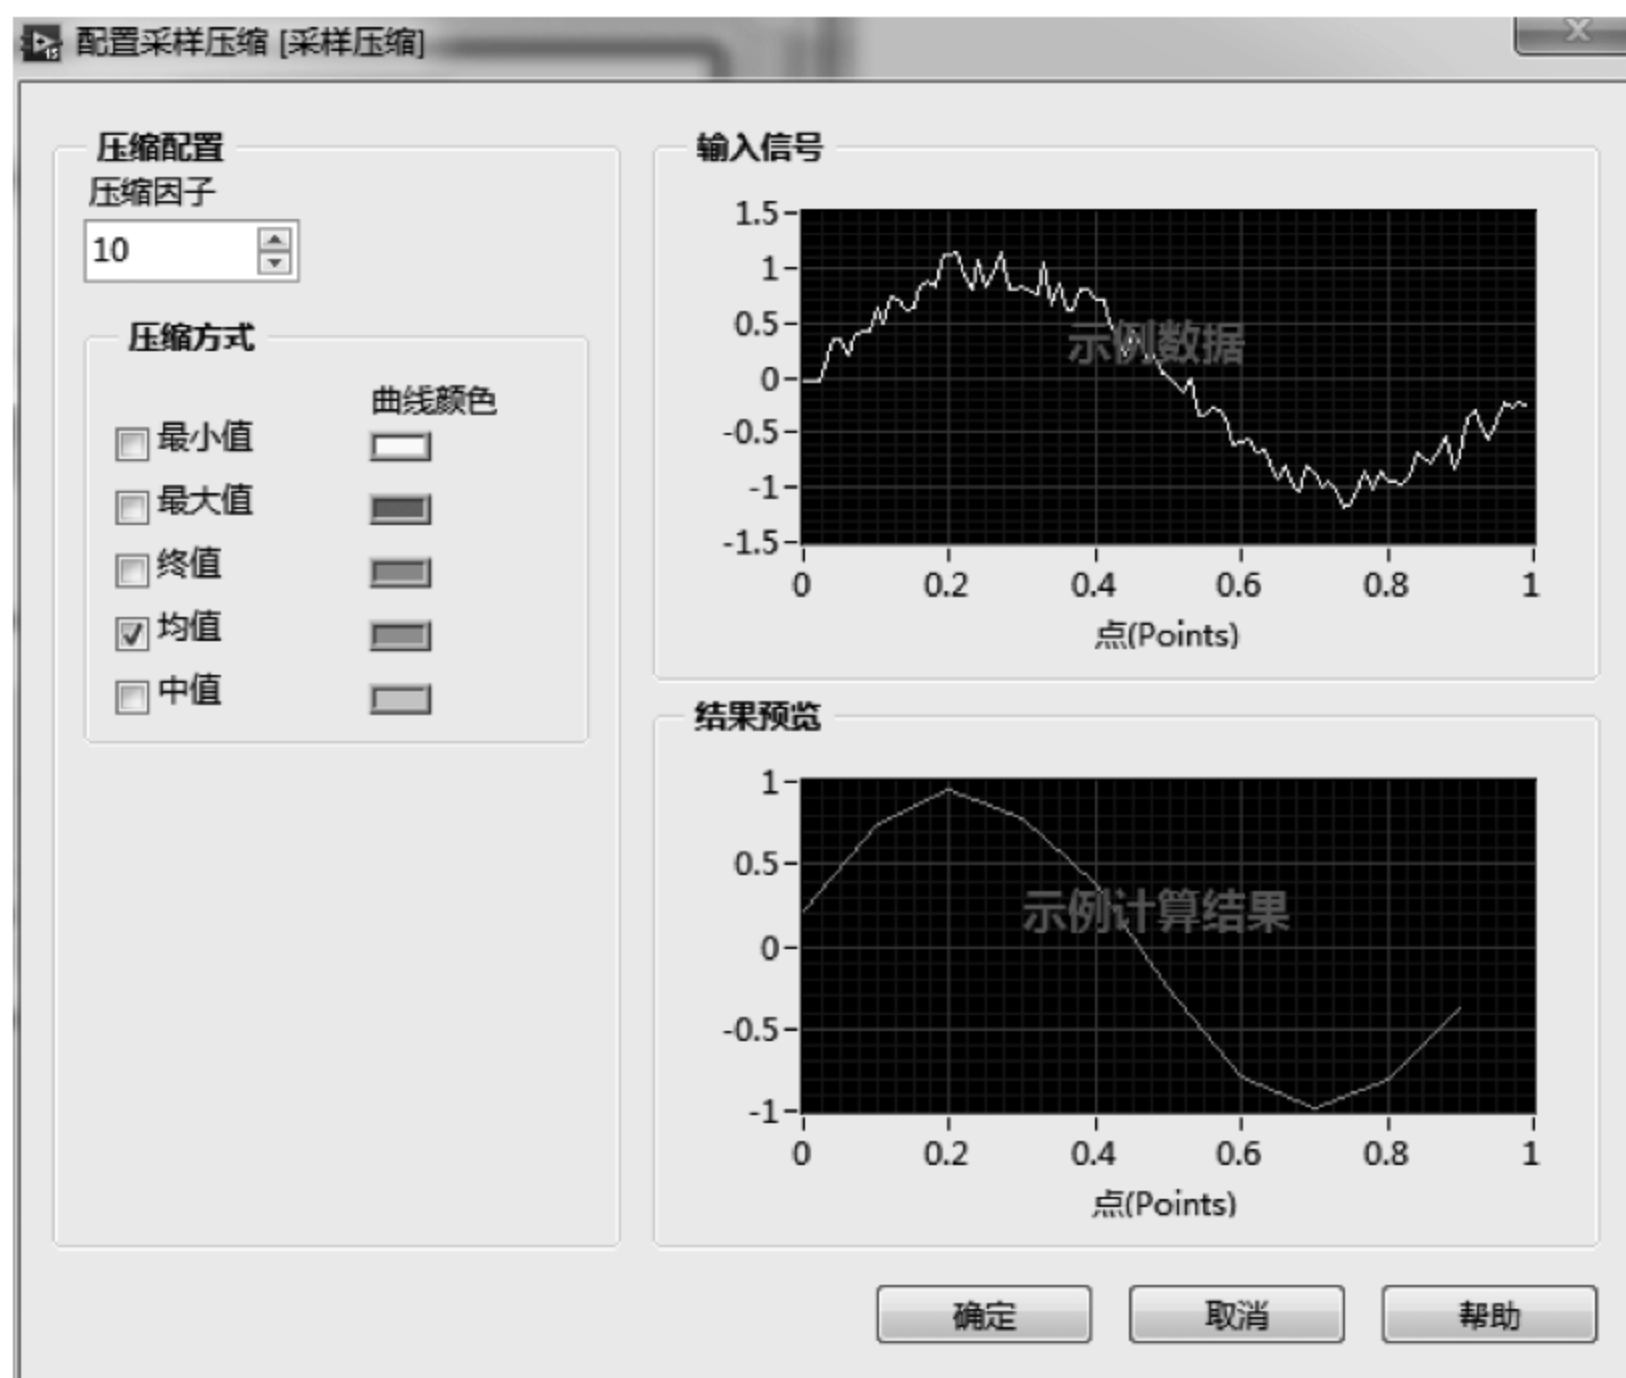 配置采样压缩 [采样压缩]
压缩配置
压缩因子
10
压缩方式
曲线颜色
最小值
最大值
终值
均值
中值
输入信号
1.5
1
0.5
0
-0.5
-1
-1.5
示例数据
0 0.2 0.4 0.6 0.8 1
点(Points)
结果预览
1
0.5
0
-0.5
-1
示例计算结果
0 0.2 0.4 0.6 0.8 1
点(Points)
确定 取消 帮助